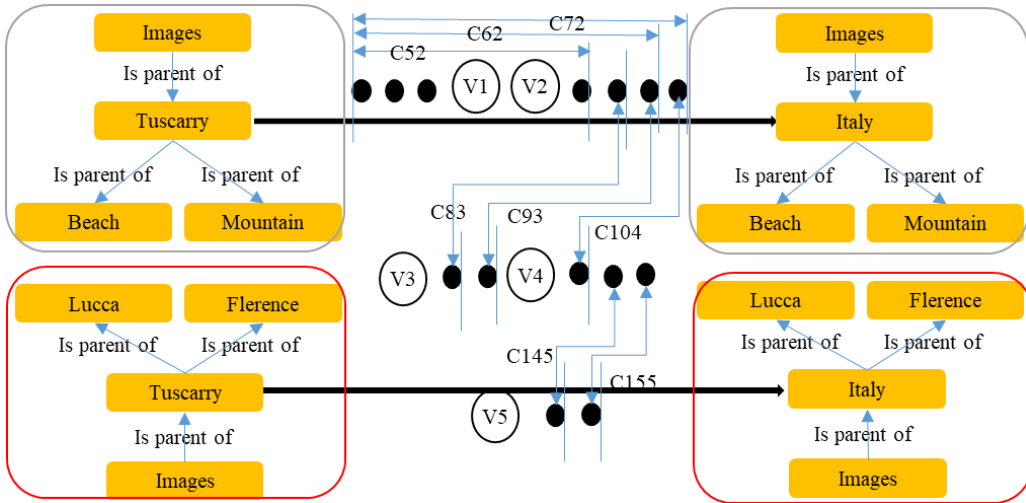 Images
Is parent of
Tuscarry
Is parent of
Is parent of
Beach
Mountain
C72
C62
C52
V1
V2
Images
Is parent of
Italy
Is parent of
Is parent of
Beach
Mountain
C83
C93
C104
V3
V4
Lucca
Flerence
Is parent of
Is parent of
Tuscarry
Is parent of
Images
C145
C155
V5
Lucca
Flerence
Is parent of
Is parent of
Italy
Is parent of
Images